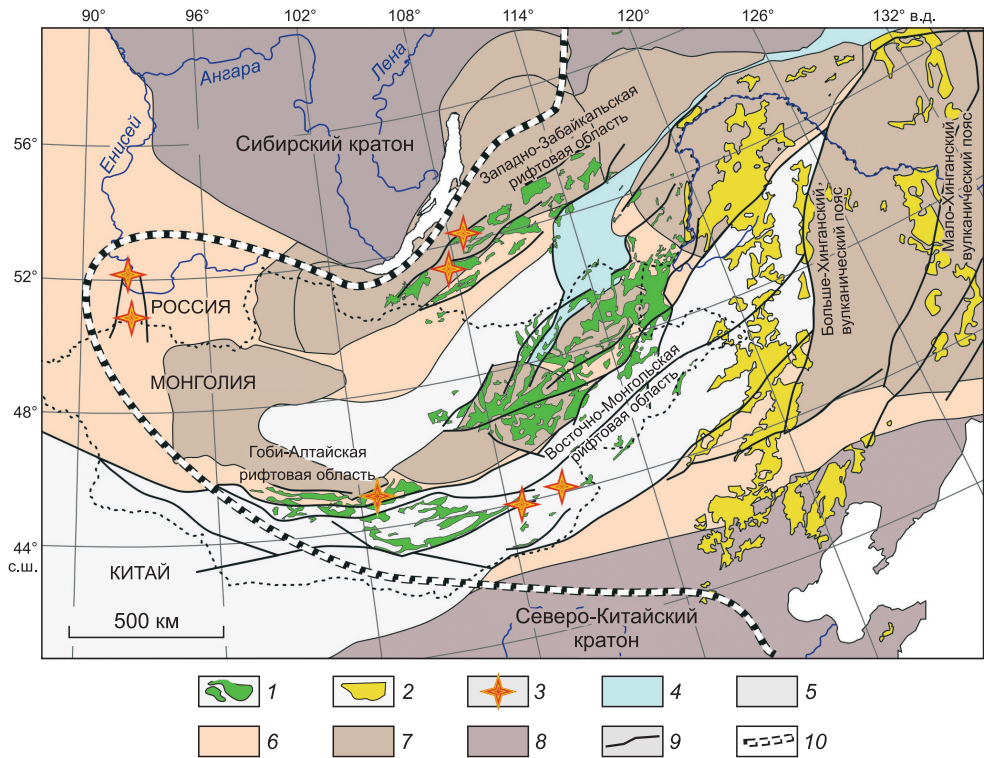 90° 96° 102° 108° 114° 120° 126° 132° в.д.
56°
52°
48°
44°
с.ш.
Ангара
Лена
Енисей
Сибирский кратон
Западно-Забайкальская
рифтовая область
Больше-Хинганский
вулканический пояс
Мало-Хинганский
вулканический пояс
РОССИЯ
МОНГОЛИЯ
Восточно-Монгольская
рифтовая область
Гоби-Алтайская
рифтовая область
КИТАЙ
500 км
Северо-Китайский
кратон
1 2 3 4 5
6 7 8 9 10